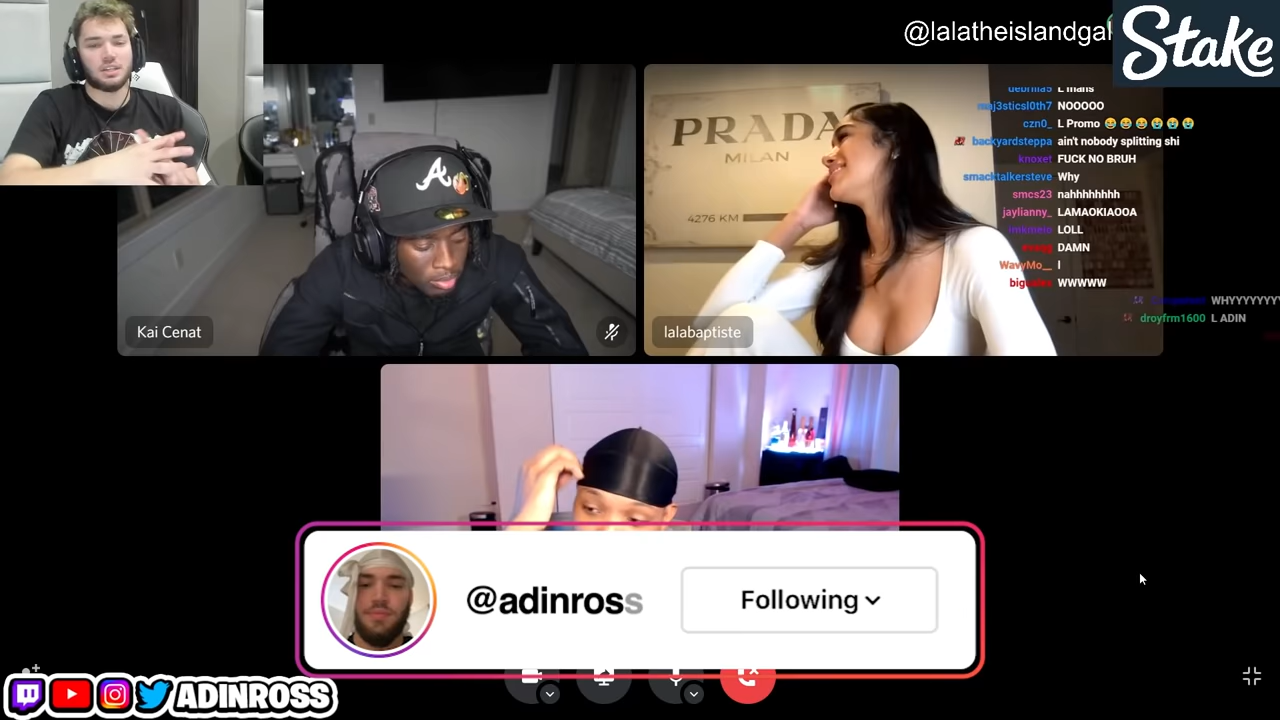 @lalatheislandgal
Stake
PRADA
MILAN
4276 KM
L mans
NOOOOO
czn0_ L Promo 😂😂😂😭😭😭
backyardsteppa ain't nobody splitting shi
knoxet FUCK NO BRUH
smacktalkersteve Why
smcs23 nahhhhhhhh
jaylianny_ LAMAOKIAOOA
LOLL
DAMN
WavyMo__ I
WWWWW
WHYYYYYYY
droyfrm1600 L ADIN
Kai Cenat
lalabaptiste
@adinross
Following
ADINROSS